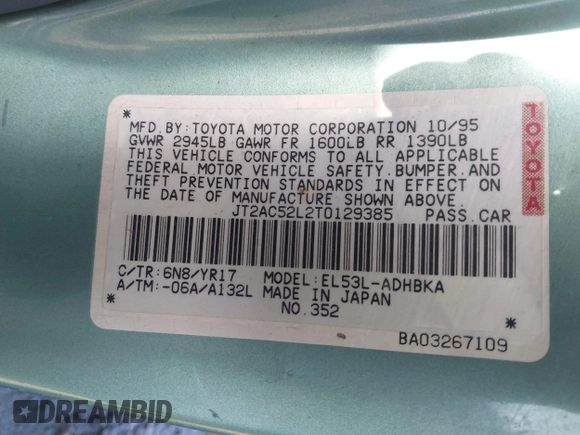 MFD.BY:TOYOTA MOTOR CORPORATION 10/95
GVWR 2945LB GAWR FR 1600LB RR 1390LB
THIS VEHICLE CONFORMS TO ALL APPLICABLE
FEDERAL MOTOR VEHICLE SAFETY.BUMPER.AND
THEFT PREVENTION STANDARDS IN EFFECT ON
THE DATE OF MANUFACTURE SHOWN ABOVE.
* JT2AC52L2T0129385 PASS.CAR
TOYOTA
C/TR:6N8/YR17 MODEL:EL53L-ADHBKA
A/TM:-06A/A132L MADE IN JAPAN
NO.352
* *
BA03267109
DREAMBID